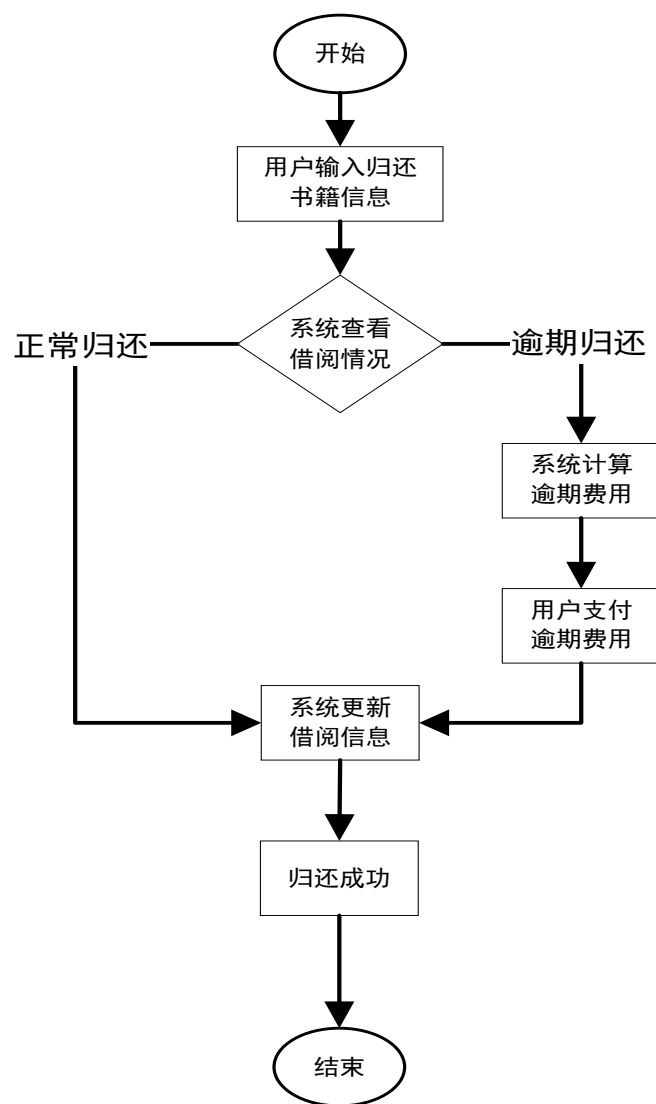 开始
用户输入归还
书籍信息
系统查看
借阅情况
正常归还
逾期归还
系统计算
逾期费用
用户支付
逾期费用
系统更新
借阅信息
归还成功
结束